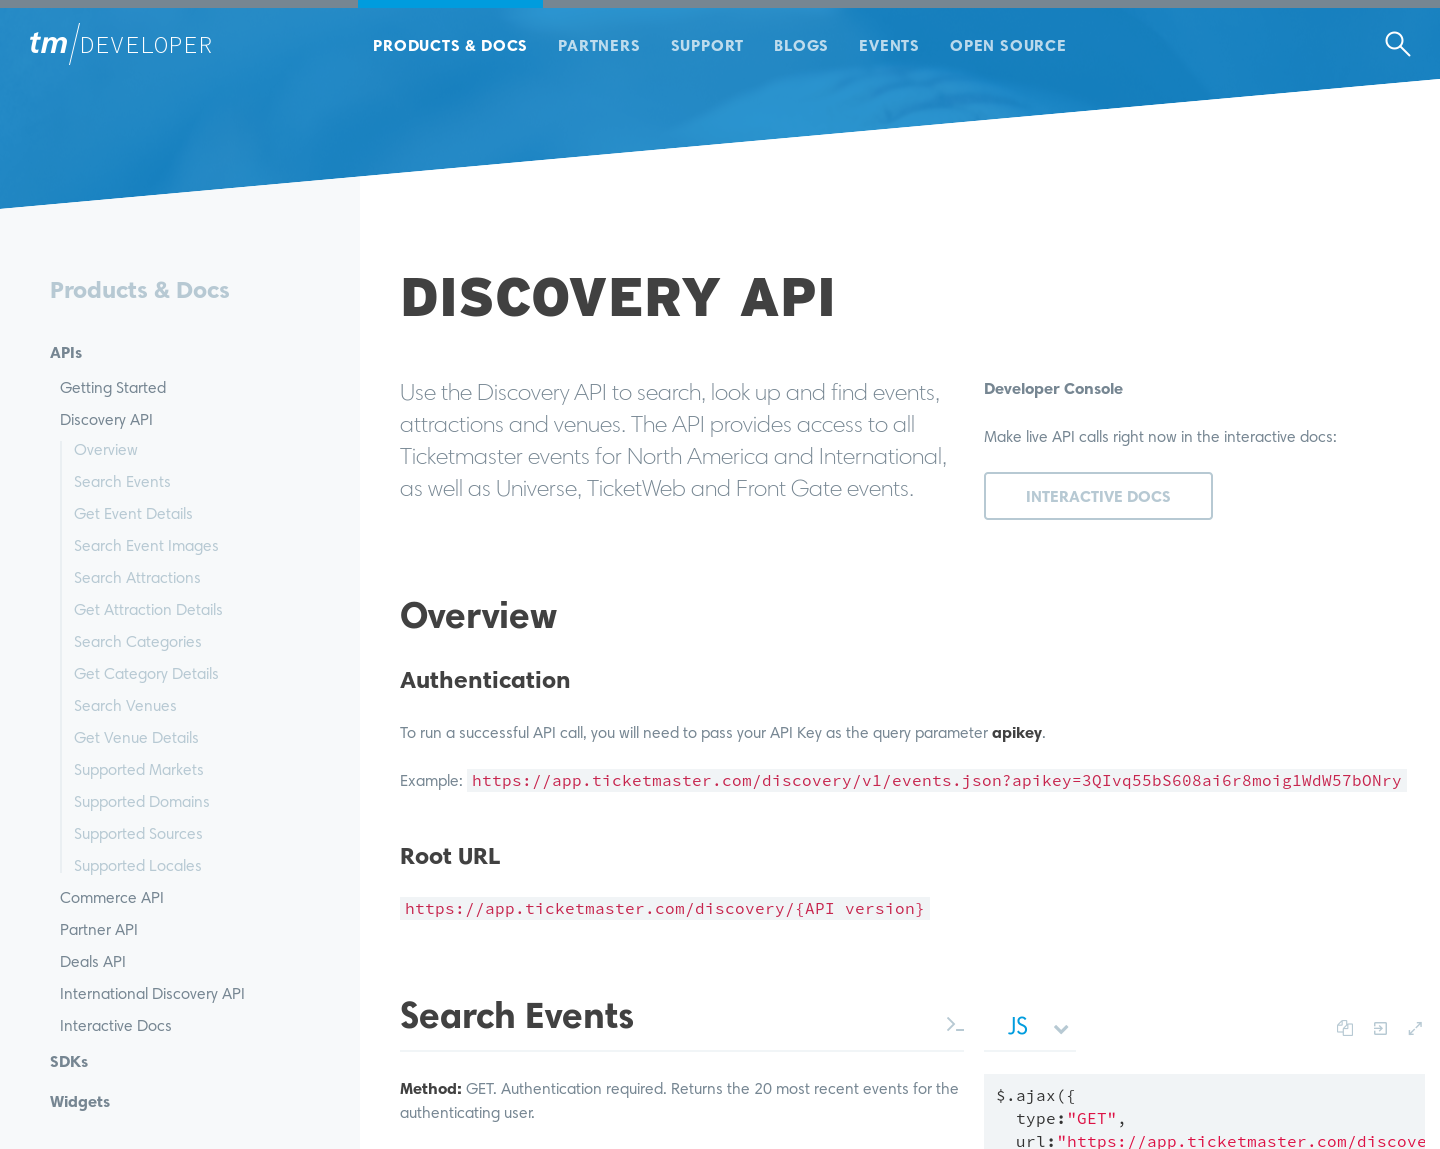 tm/DEVELOPER
PRODUCTS & DOCS
PARTNERS
SUPPORT
BLOGS
EVENTS
OPEN SOURCE
Products & Docs
APIs
Getting Started
Discovery API
Overview
Search Events
Get Event Details
Search Event Images
Search Attractions
Get Attraction Details
Search Categories
Get Category Details
Search Venues
Get Venue Details
Supported Markets
Supported Domains
Supported Sources
Supported Locales
Commerce API
Partner API
Deals API
International Discovery API
Interactive Docs
SDKs
Widgets
DISCOVERY API
Use the Discovery API to search, look up and find events,
attractions and venues. The API provides access to all
Ticketmaster events for North America and International,
as well as Universe, TicketWeb and Front Gate events.
Developer Console
Make live API calls right now in the interactive docs:
INTERACTIVE DOCS
Overview
Authentication
To run a successful API call, you will need to pass your API Key as the query parameter apikey.
Example: https://app.ticketmaster.com/discovery/v1/events.json?apikey=3QIvq55bS608ai6r8moig1WdW57bONry
Root URL
https://app.ticketmaster.com/discovery/{API version}
Search Events
Method: GET. Authentication required. Returns the 20 most recent events for the
authenticating user.
JS
$.ajax({
type:"GET",
url:"https://app.ticketmaster.com/discove